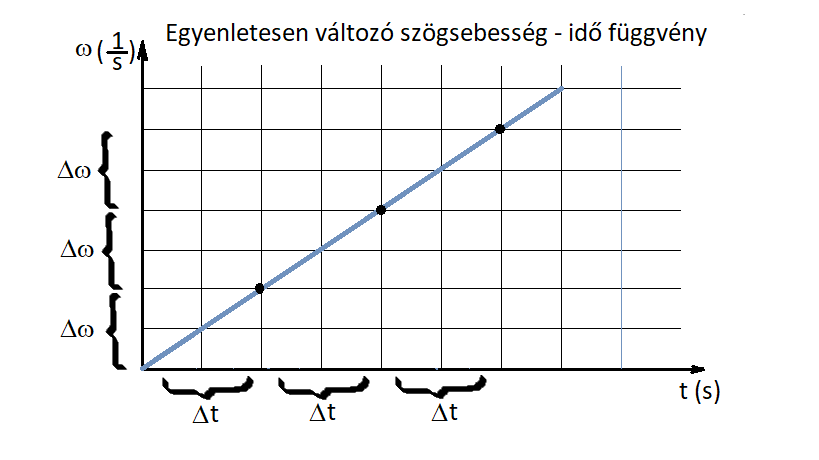 Egyenletesen változó szögsebesség - idő függvény
ω (1/s)
Δω
Δω
Δω
Δt
Δt
Δt
t (s)